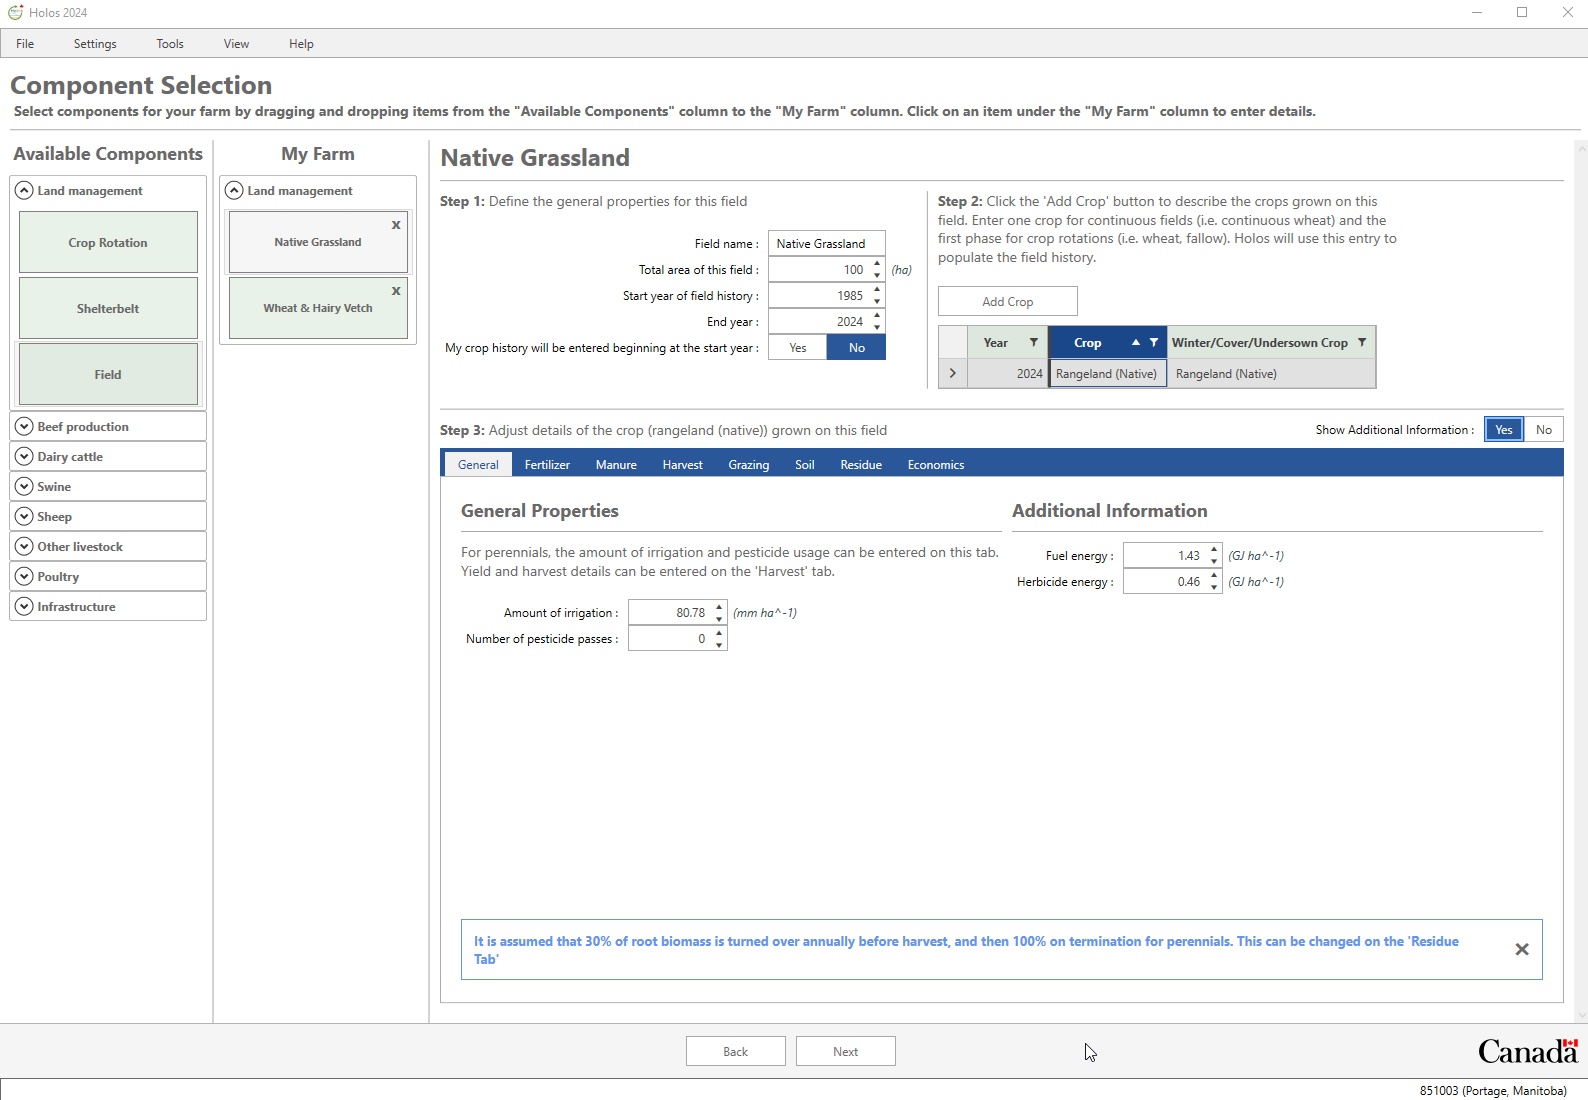 Holos 2024
File Settings Tools View Help
Component Selection
Select components for your farm by dragging and dropping items from the "Available Components" column to the "My Farm" column. Click on an item under the "My Farm" column to enter details.
Available Components
Land management
Crop Rotation
Shelterbelt
Field
Beef production
Dairy cattle
Swine
Sheep
Other livestock
Poultry
Infrastructure
My Farm
Land management
Native Grassland x
Wheat & Hairy Vetch x
Native Grassland
Step 1: Define the general properties for this field
Field name : Native Grassland
Total area of this field : 100 (ha)
Start year of field history : 1985
End year : 2024
My crop history will be entered beginning at the start year : Yes No
Step 2: Click the 'Add Crop' button to describe the crops grown on this
field. Enter one crop for continuous fields (i.e. continuous wheat) and the
first phase for crop rotations (i.e. wheat, fallow). Holos will use this entry to
populate the field history.
Add Crop
Year Crop Winter/Cover/Undersown Crop
2024 Rangeland (Native) Rangeland (Native)
Step 3: Adjust details of the crop (rangeland (native)) grown on this field
Show Additional Information : Yes No
General Fertilizer Manure Harvest Grazing Soil Residue Economics
General Properties
For perennials, the amount of irrigation and pesticide usage can be entered on this tab.
Yield and harvest details can be entered on the 'Harvest' tab.
Amount of irrigation : 80.78 (mm ha^-1)
Number of pesticide passes : 0
Additional Information
Fuel energy : 1.43 (GJ ha^-1)
Herbicide energy : 0.46 (GJ ha^-1)
It is assumed that 30% of root biomass is turned over annually before harvest, and then 100% on termination for perennials. This can be changed on the 'Residue
Tab'
Back Next
Canada
851003 (Portage, Manitoba)